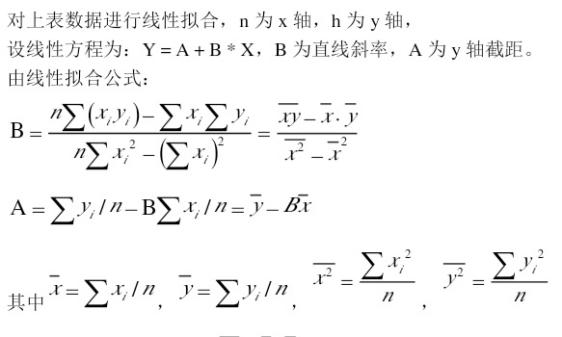 对上表数据进行线性拟合，n 为 x 轴，h 为 y 轴，
设线性方程为：Y = A + B * X，B 为直线斜率，A 为 y 轴截距。
由线性拟合公式：
B = \frac{n\sum(x_i y_i) - \sum x_i \sum y_i}{n\sum x_i^2 - (\sum x_i)^2} = \frac{\overline{xy} - \overline{x} \cdot \overline{y}}{\overline{x^2} - \overline{x}^2}
A = \sum y_i / n - B \sum x_i / n = \overline{y} - B\overline{x}
其中 \overline{x} = \sum x_i / n， \overline{y} = \sum y_i / n， \overline{x^2} = \frac{\sum x_i^2}{n}， \overline{y^2} = \frac{\sum y_i^2}{n}